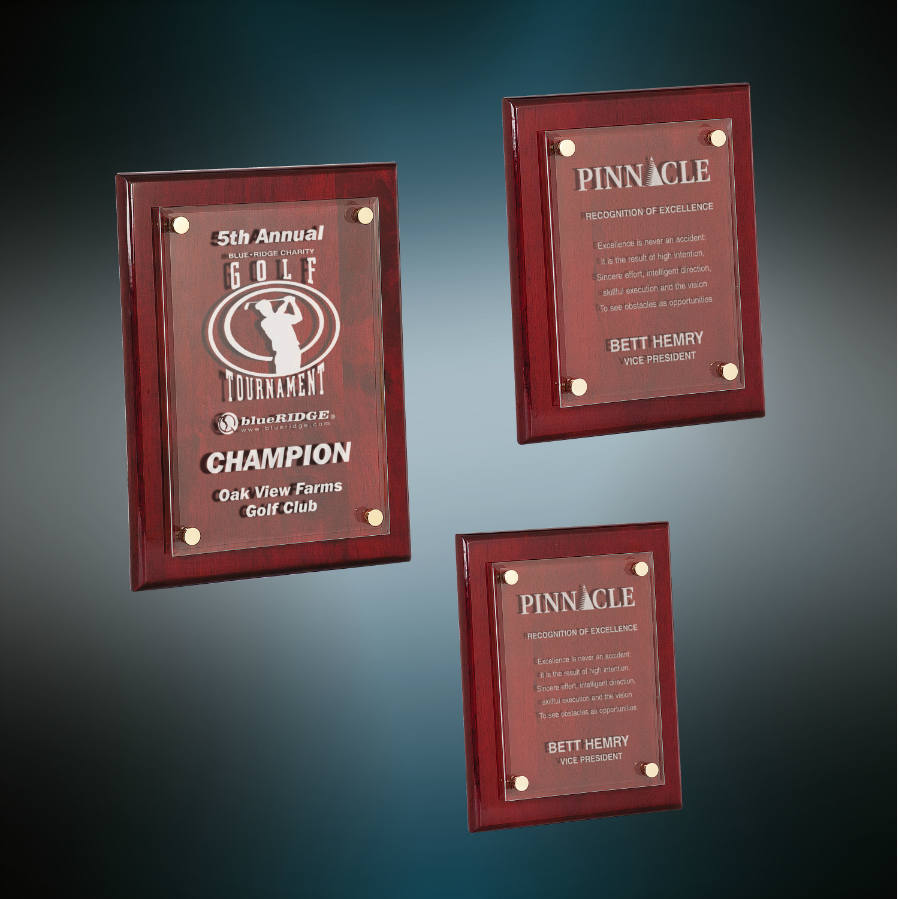 5th Annual
BLUE • RIDGE CHARITY
GOLF
TOURNAMENT
blueRIDGE®
www.blueridge.com
CHAMPION
Oak View Farms
Golf Club
PINNACLE
RECOGNITION OF EXCELLENCE
Excellence is never an accident:
it is the result of high intention,
Sincere effort, intelligent direction,
skillful execution and the vision
To see obstacles as opportunities
BETT HEMRY
VICE PRESIDENT
PINNACLE
RECOGNITION OF EXCELLENCE
Excellence is never an accident:
it is the result of high intention,
Sincere effort, intelligent direction,
skillful execution and the vision
To see obstacles as opportunities
BETT HEMRY
VICE PRESIDENT